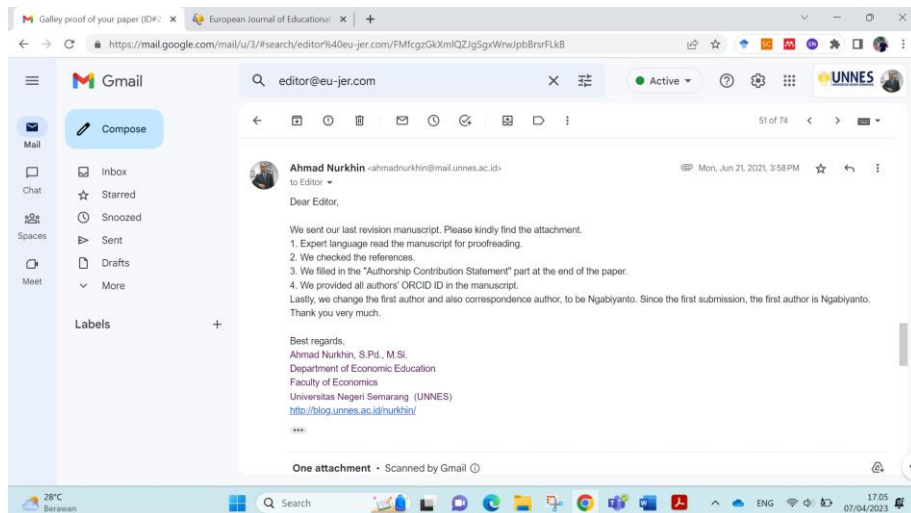 Galley proof of your paper (ID#2
European Journal of Educational
https://mail.google.com/mail/u/3/#search/editor%40eu-jer.com/FMfcgzGkXmlQZJgSgxWrwJpbBrsrFLkB
Gmail
editor@eu-jer.com
Active
UNNES
Mail
Chat
Spaces
Meet
Compose
Inbox
Starred
Snoozed
Sent
Drafts
More
Labels
51 of 74
Ahmad Nurkhin <ahmadnurkhin@mail.unnes.ac.id>
Mon, Jun 21, 2021, 3:58 PM
to Editor
Dear Editor,
We sent our last revision manuscript. Please kindly find the attachment.
1. Expert language read the manuscript for proofreading.
2. We checked the references.
3. We filled in the "Authorship Contribution Statement" part at the end of the paper.
4. We provided all authors' ORCID ID in the manuscript.
Lastly, we change the first author and also correspondence author, to be Ngabiyanto. Since the first submission, the first author is Ngabiyanto.
Thank you very much.
Best regards,
Ahmad Nurkhin, S.Pd., M.Si.
Department of Economic Education
Faculty of Economics
Universitas Negeri Semarang (UNNES)
http://blog.unnes.ac.id/nurkhin/
One attachment • Scanned by Gmail
28°C
Berawan
Search
ENG
17.05
07/04/2023